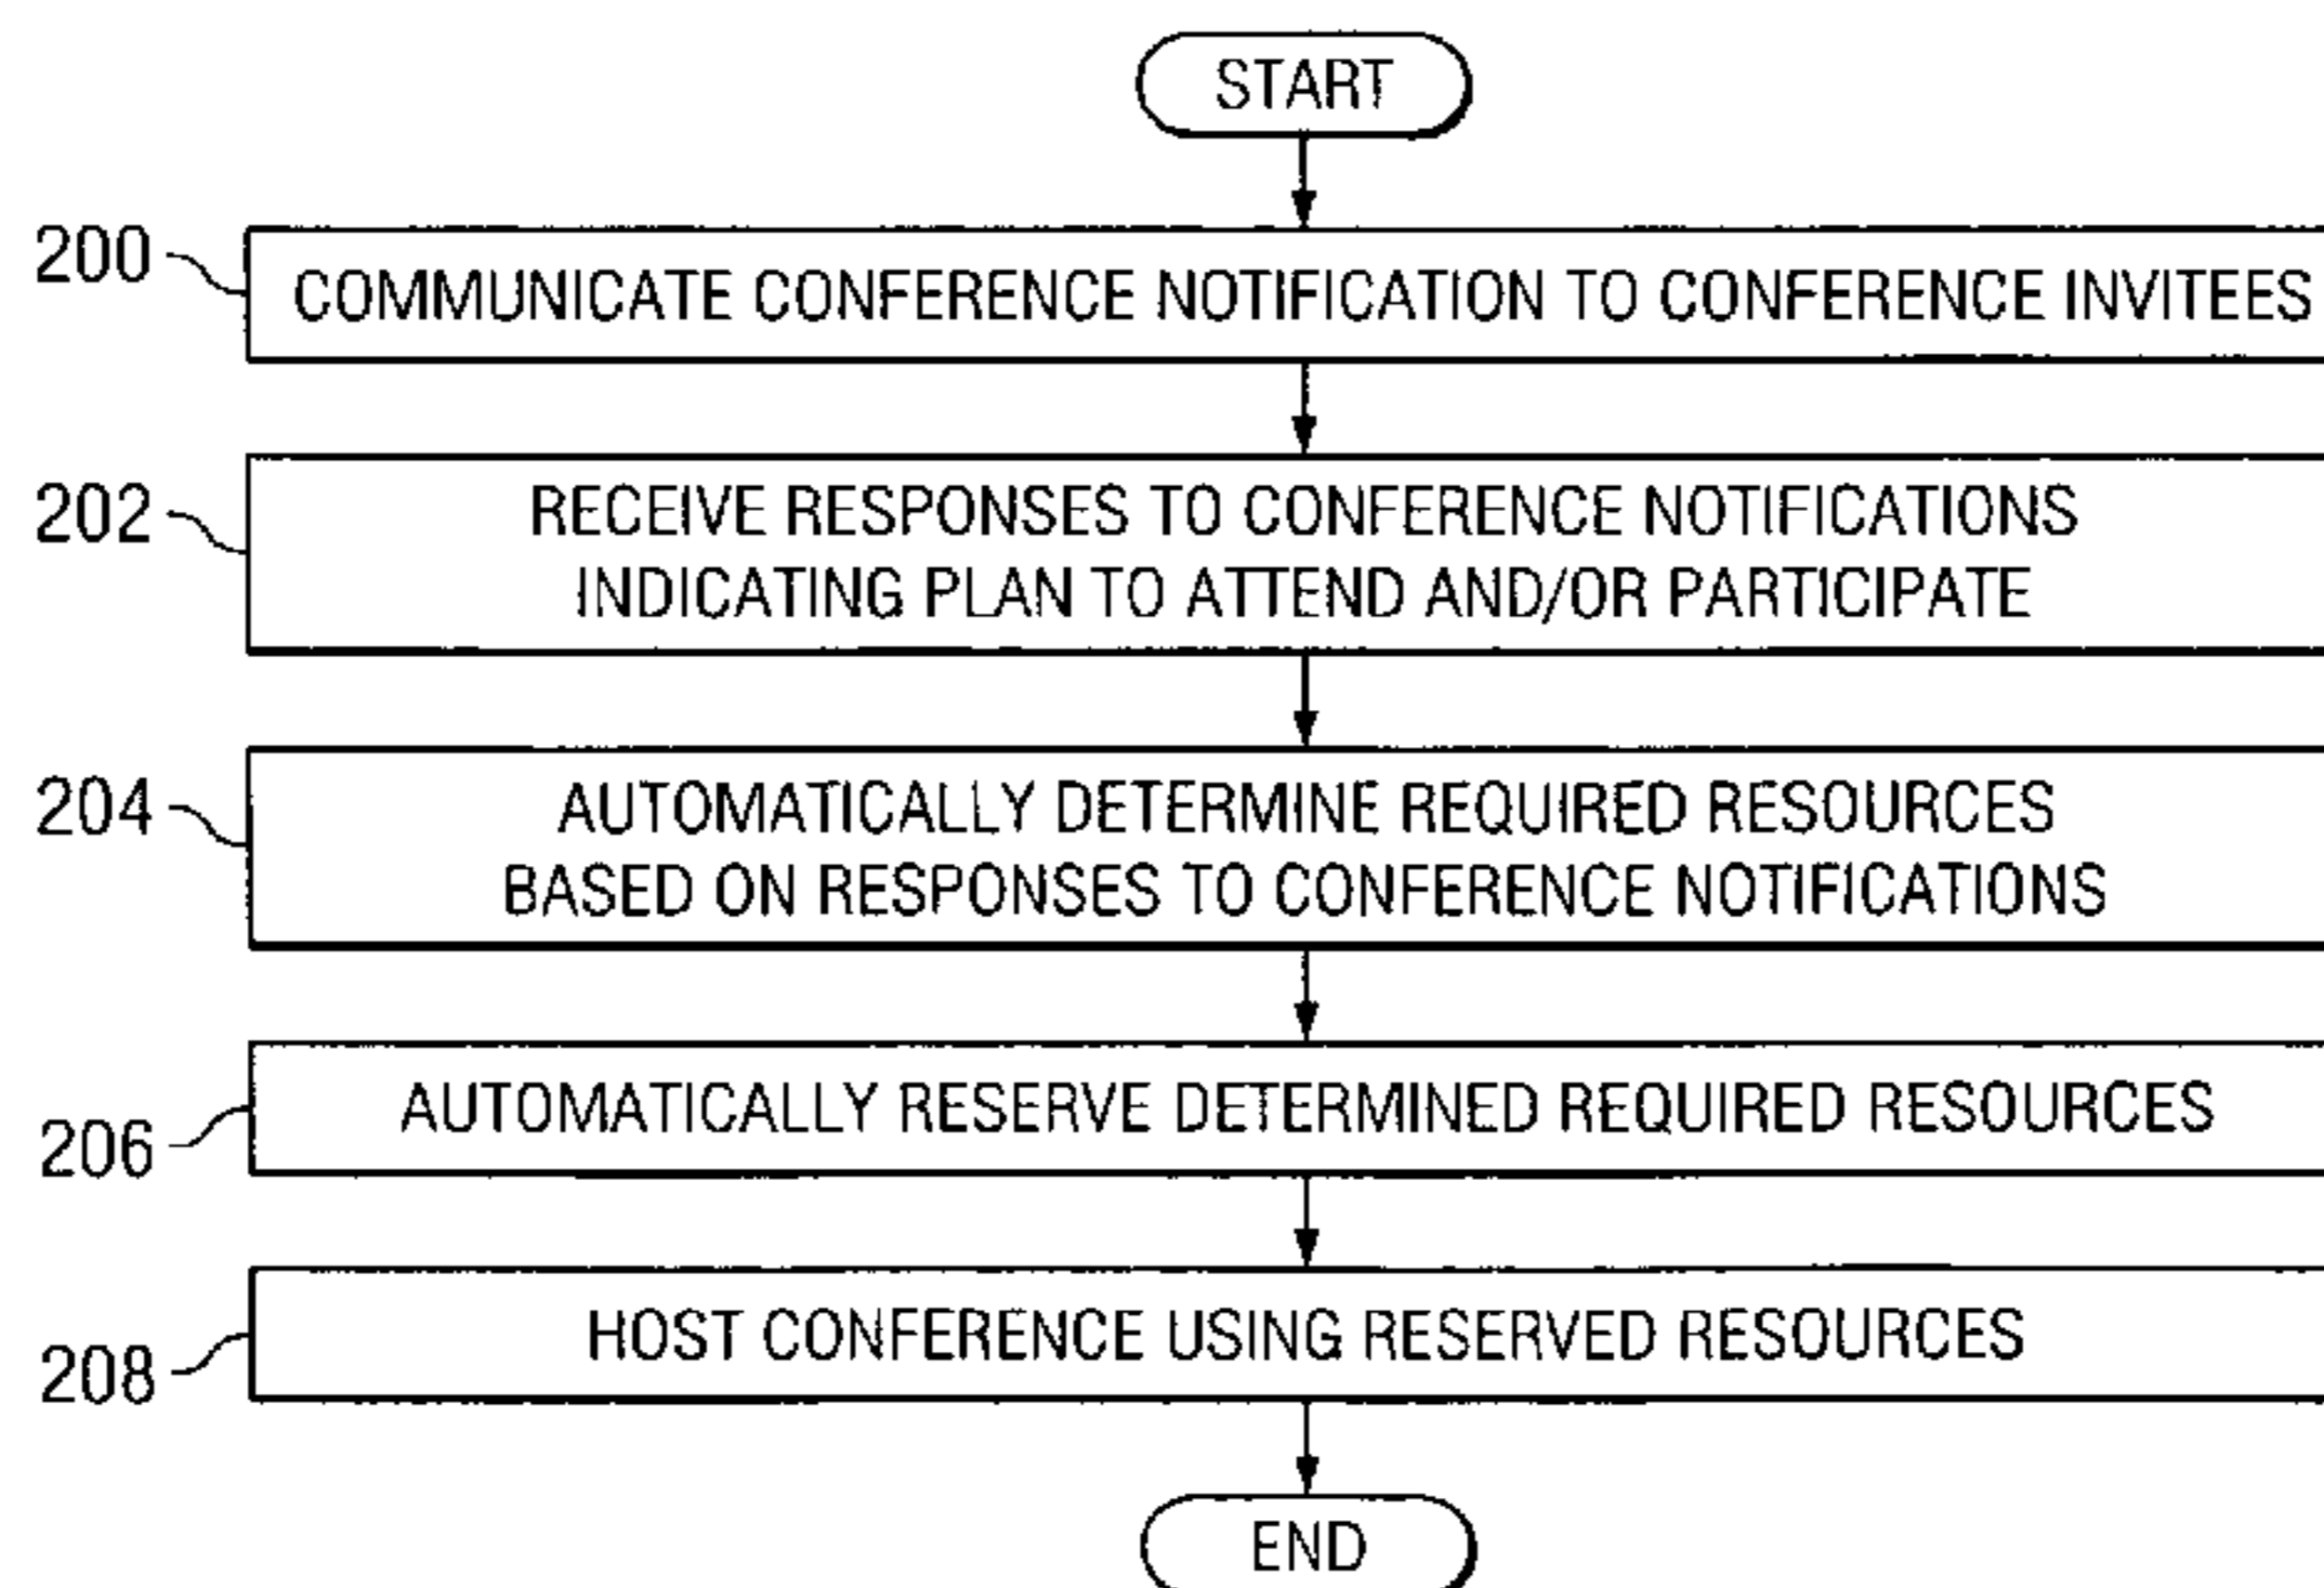 START
200
COMMUNICATE CONFERENCE NOTIFICATION TO CONFERENCE INVITEES
202
RECEIVE RESPONSES TO CONFERENCE NOTIFICATIONS
INDICATING PLAN TO ATTEND AND/OR PARTICIPATE
204
AUTOMATICALLY DETERMINE REQUIRED RESOURCES
BASED ON RESPONSES TO CONFERENCE NOTIFICATIONS
206
AUTOMATICALLY RESERVE DETERMINED REQUIRED RESOURCES
208
HOST CONFERENCE USING RESERVED RESOURCES
END